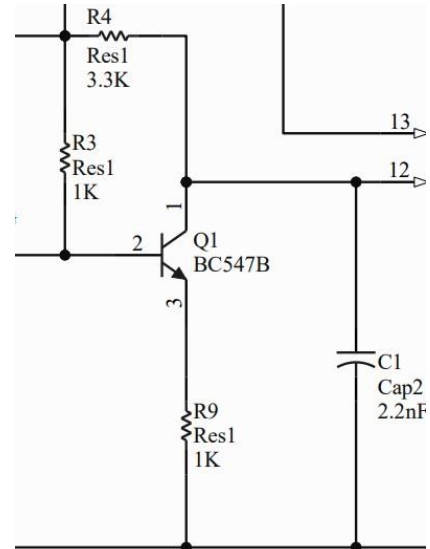 R4
Res1
3.3K
13
12
R3
Res1
1K
1
2
Q1
BC547B
3
C1
Cap2
2.2nF
R9
Res1
1K